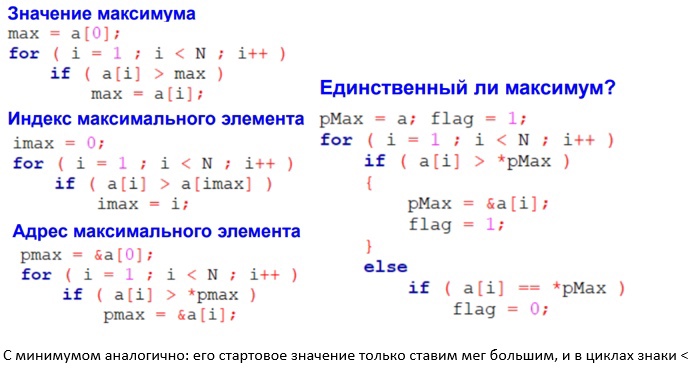 Значение максимума
max = a[0];
for ( i = 1 ; i < N ; i++ )
if ( a[i] > max )
max = a[i];
Индекс максимального элемента
imax = 0;
for ( i = 1 ; i < N ; i++ )
if ( a[i] > a[imax] )
imax = i;
Адрес максимального элемента
pmax = &a[0];
for ( i = 1 ; i < N ; i++ )
if ( a[i] > *pmax )
pmax = &a[i];
Единственный ли максимум?
pMax = a; flag = 1;
for ( i = 1 ; i < N ; i++ )
if ( a[i] > *pMax )
{
pMax = &a[i];
flag = 1;
}
else
if ( a[i] == *pMax )
flag = 0;
С минимумом аналогично: его стартовое значение только ставим мег большим, и в циклах знаки <